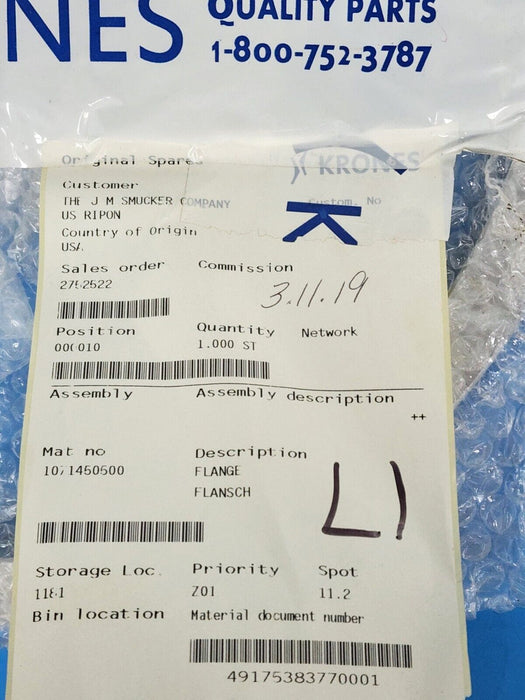 NES QUALITY PARTS
1-800-752-3787
Original Spares
KRONES
Customer
Custom. No
THE J M SMUCKER COMPANY
US RIPON
Country of Origin
USA
K
Sales order Commission
2752522
3.11.19
Position Quantity Network
000010 1.000 ST
Assembly Assembly description
++
Mat no Description
1071450500 FLANGE
FLANSCH
L1
Storage Loc. Priority Spot
1181 Z01 11.2
Bin location Material document number
49175383770001